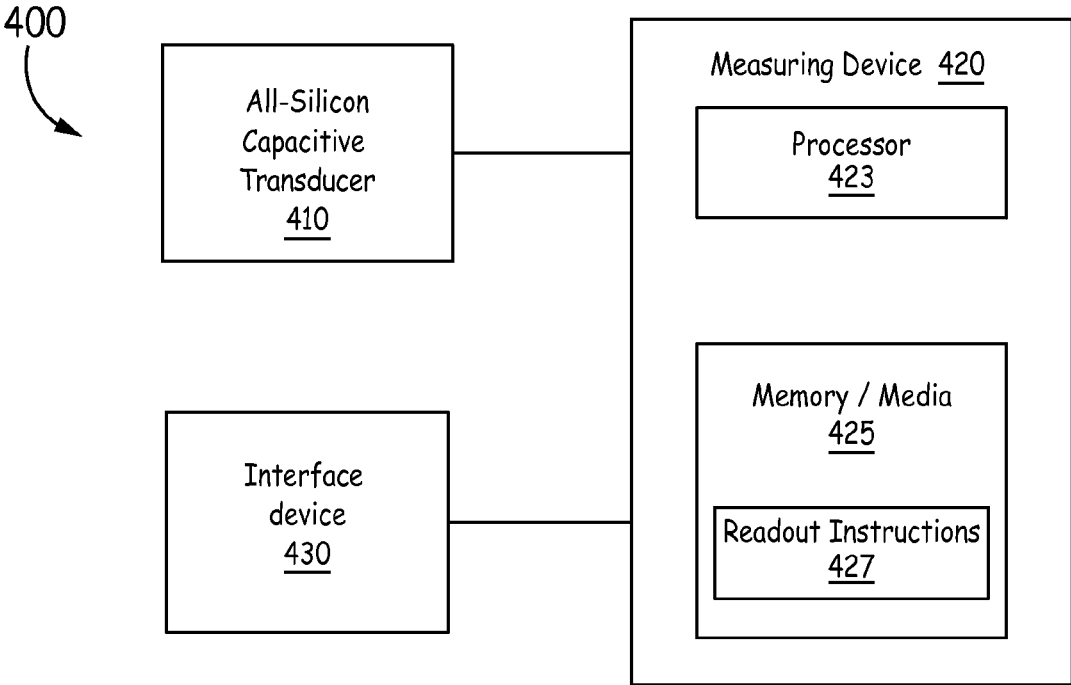 400
All-Silicon
Capacitive
Transducer
410
Measuring Device 420
Processor
423
Memory / Media
425
Readout Instructions
427
Interface
device
430